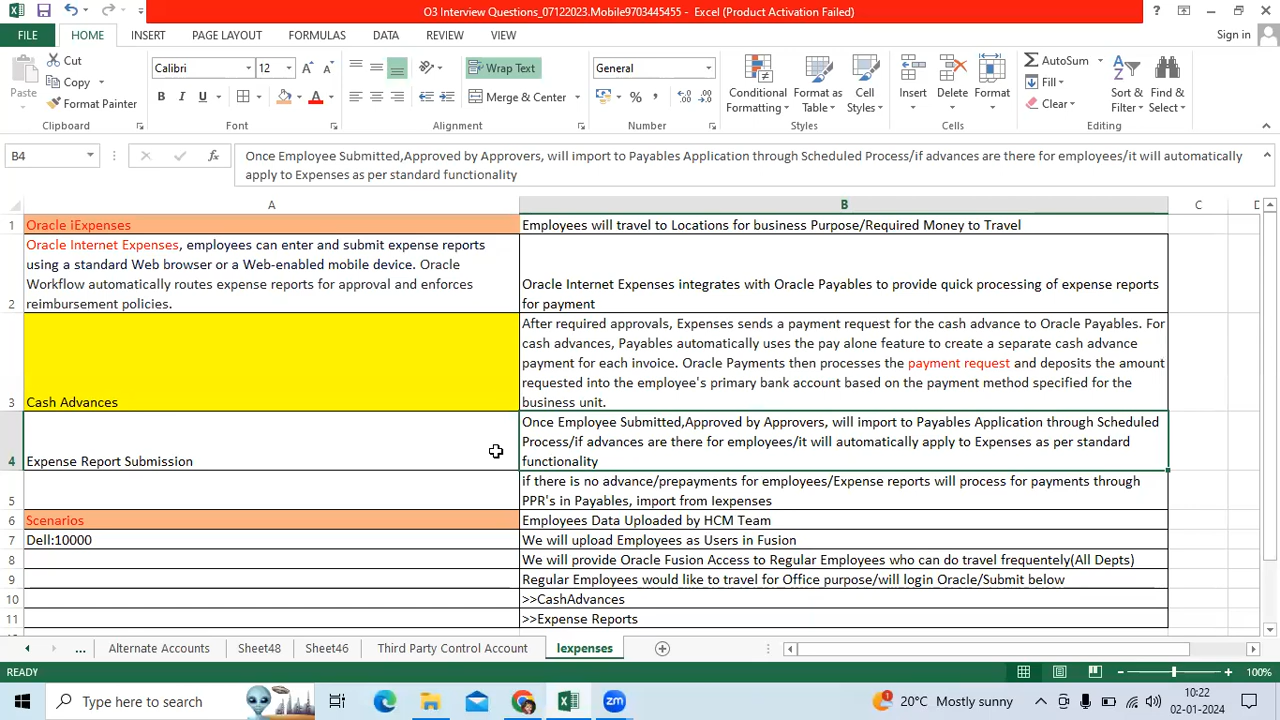 O3 Interview Questions_07122023.Mobile9703445455 - Excel (Product Activation Failed)
FILE HOME INSERT PAGE LAYOUT FORMULAS DATA REVIEW VIEW Sign in
Paste
Cut
Copy
Format Painter
Clipboard
Calibri 12
B I U
Font
Wrap Text
Merge & Center
Alignment
General
Number
Conditional Formatting
Format as Table
Cell Styles
Styles
Insert Delete Format
Cells
AutoSum
Fill
Clear
Sort & Filter
Find & Select
Editing
B4
Once Employee Submitted,Approved by Approvers, will import to Payables Application through Scheduled Process/if advances are there for employees/it will automatically
apply to Expenses as per standard functionality
A B C
1 Oracle iExpenses Employees will travel to Locations for business Purpose/Required Money to Travel
Oracle Internet Expenses, employees can enter and submit expense reports
using a standard Web browser or a Web-enabled mobile device. Oracle
Workflow automatically routes expense reports for approval and enforces
reimbursement policies.
2
Oracle Internet Expenses integrates with Oracle Payables to provide quick processing of expense reports
for payment
After required approvals, Expenses sends a payment request for the cash advance to Oracle Payables. For
cash advances, Payables automatically uses the pay alone feature to create a separate cash advance
payment for each invoice. Oracle Payments then processes the payment request and deposits the amount
requested into the employee's primary bank account based on the payment method specified for the
business unit.
3 Cash Advances
Once Employee Submitted,Approved by Approvers, will import to Payables Application through Scheduled
Process/if advances are there for employees/it will automatically apply to Expenses as per standard
functionality
4 Expense Report Submission
if there is no advance/prepayments for employees/Expense reports will process for payments through
PPR's in Payables, import from Iexpenses
5
6 Scenarios Employees Data Uploaded by HCM Team
7 Dell:10000 We will upload Employees as Users in Fusion
8 We will provide Oracle Fusion Access to Regular Employees who can do travel frequently(All Depts)
9 Regular Employees would like to travel for Office purpose/will login Oracle/Submit below
10 >>CashAdvances
11 >>Expense Reports
... Alternate Accounts Sheet48 Sheet46 Third Party Control Account Iexpenses
READY 100%
Type here to search
20°C Mostly sunny
10:22
02-01-2024